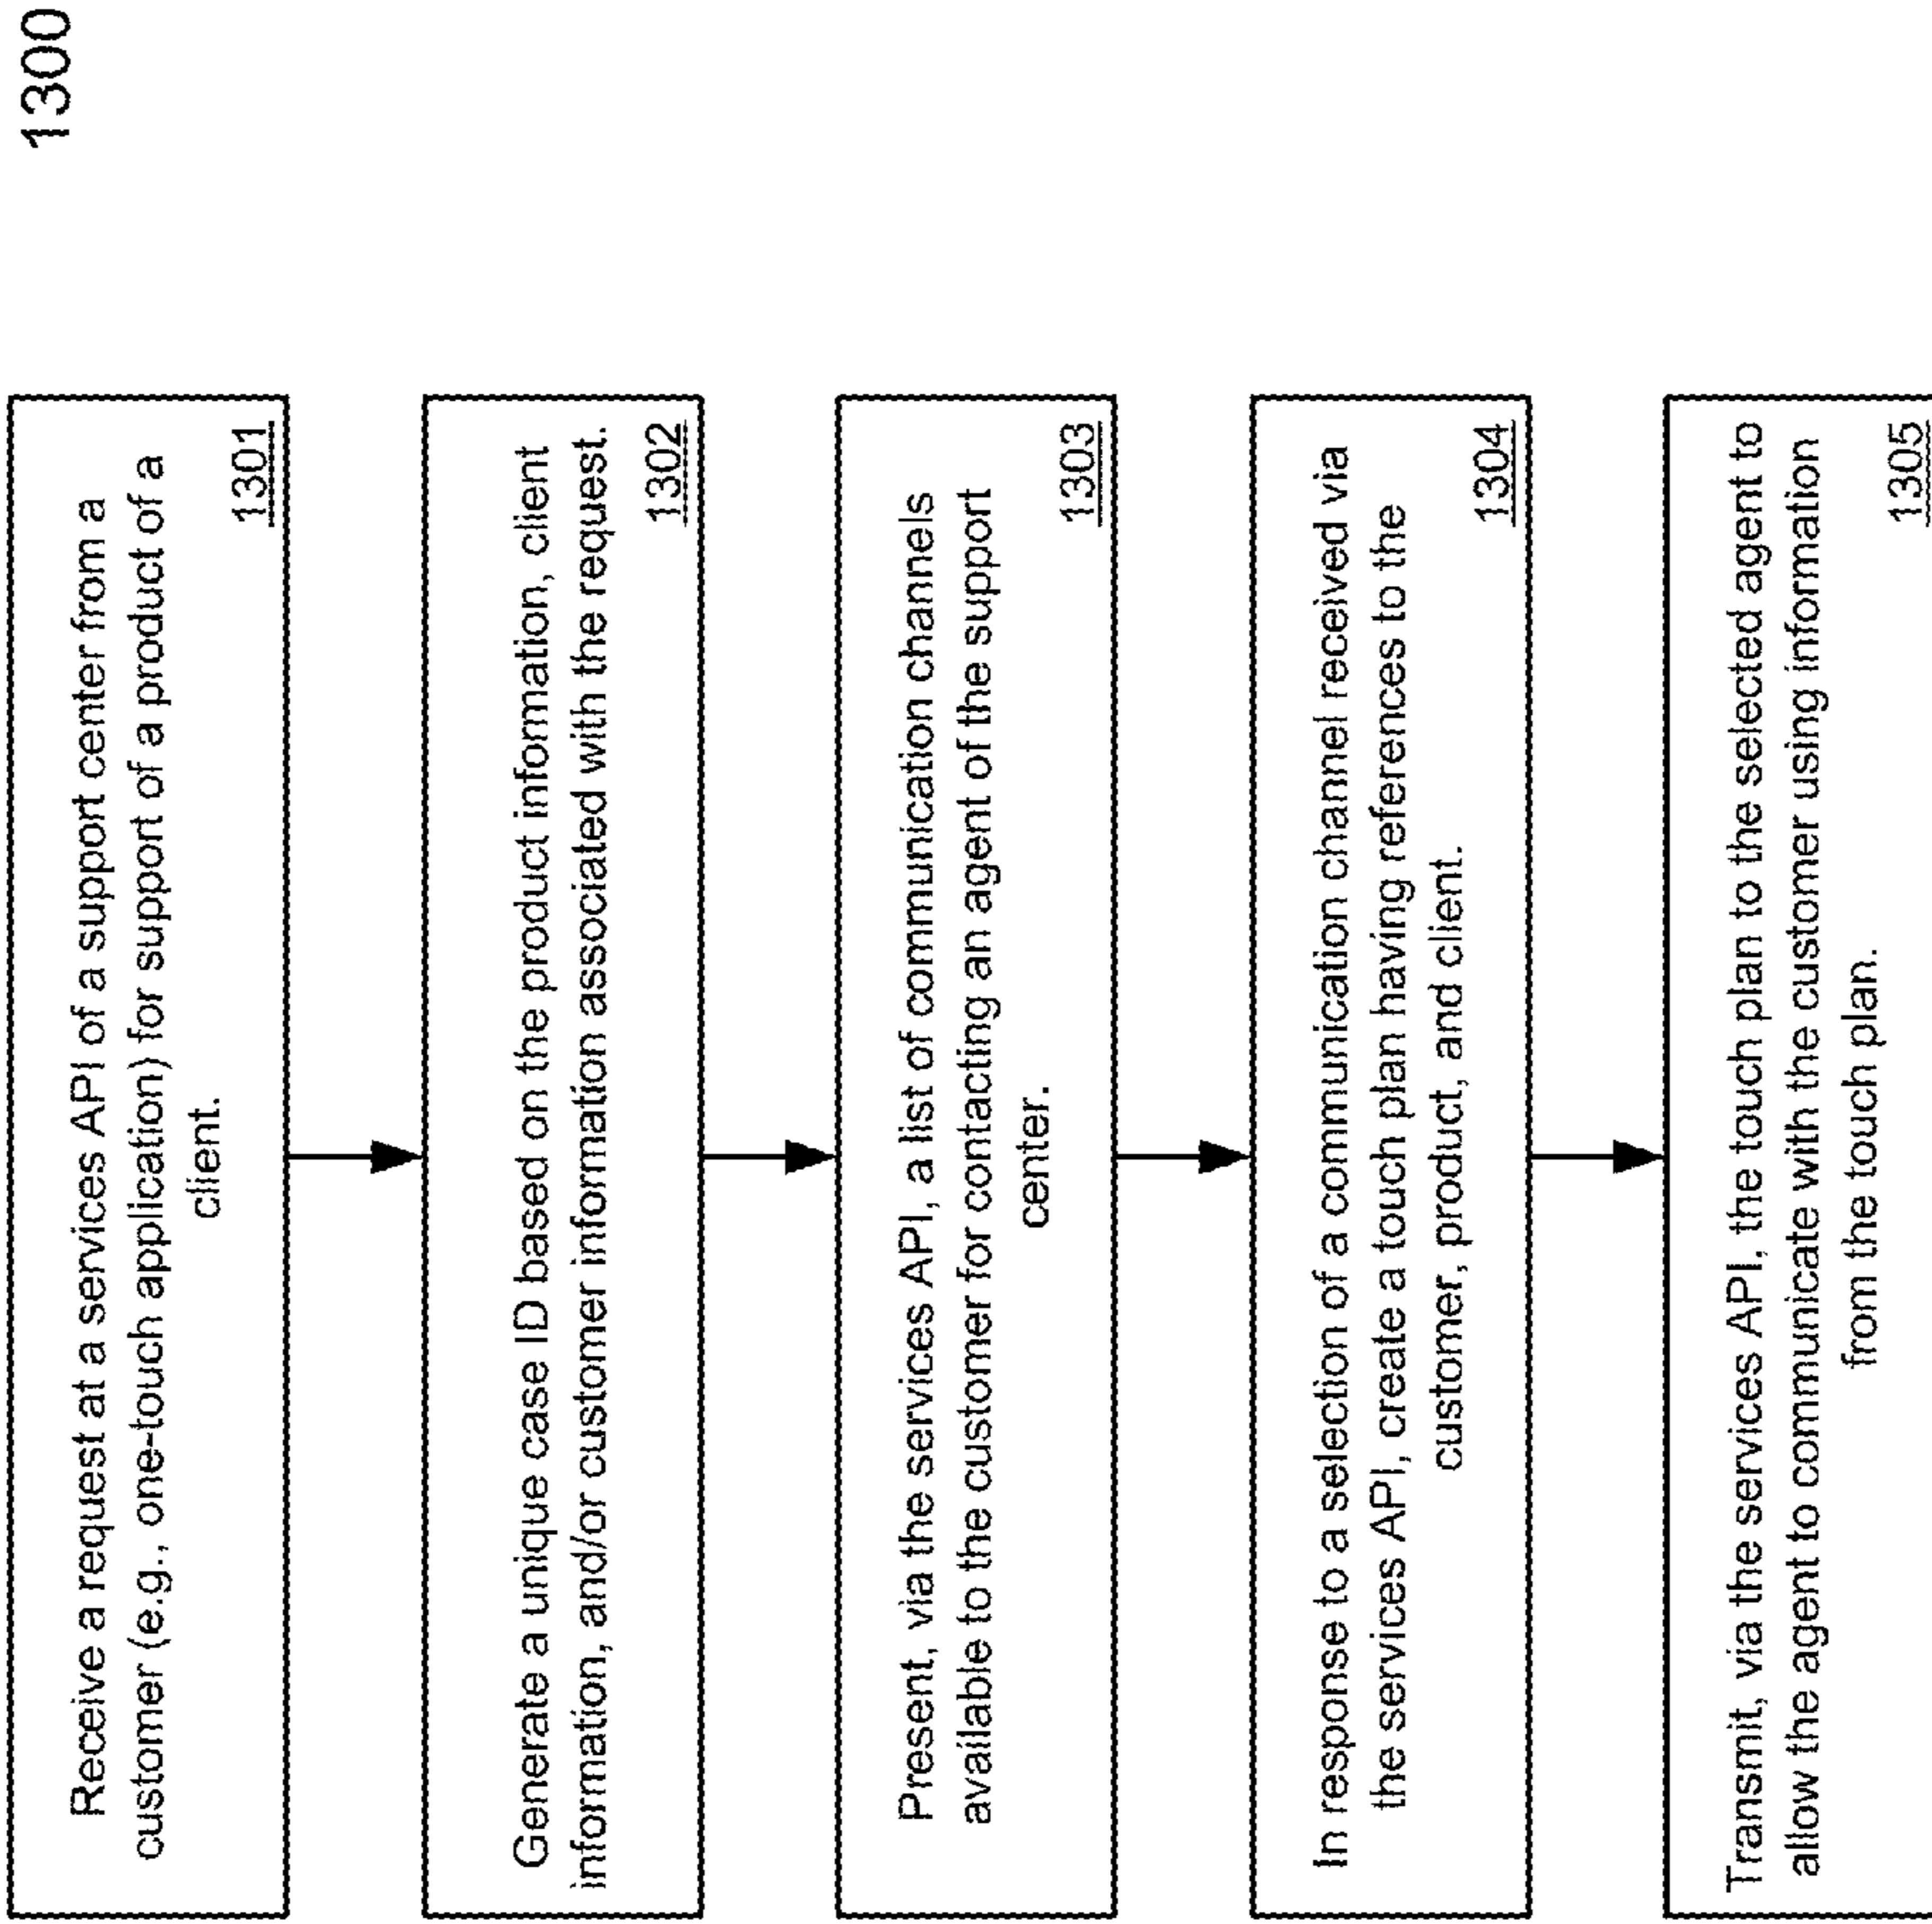 1300
Receive a request at a services API of a support center from a
customer (e.g., one-touch application) for support of a product of a
client.
1301
Generate a unique case ID based on the product information, client
information, and/or customer information associated with the request.
1302
Present, via the services API, a list of communication channels
available to the customer for contacting an agent of the support
center.
1303
In response to a selection of a communication channel received via
the services API, create a touch plan having references to the
customer, product, and client.
1304
Transmit, via the services API, the touch plan to the selected agent to
allow the agent to communicate with the customer using information
from the touch plan.
1305